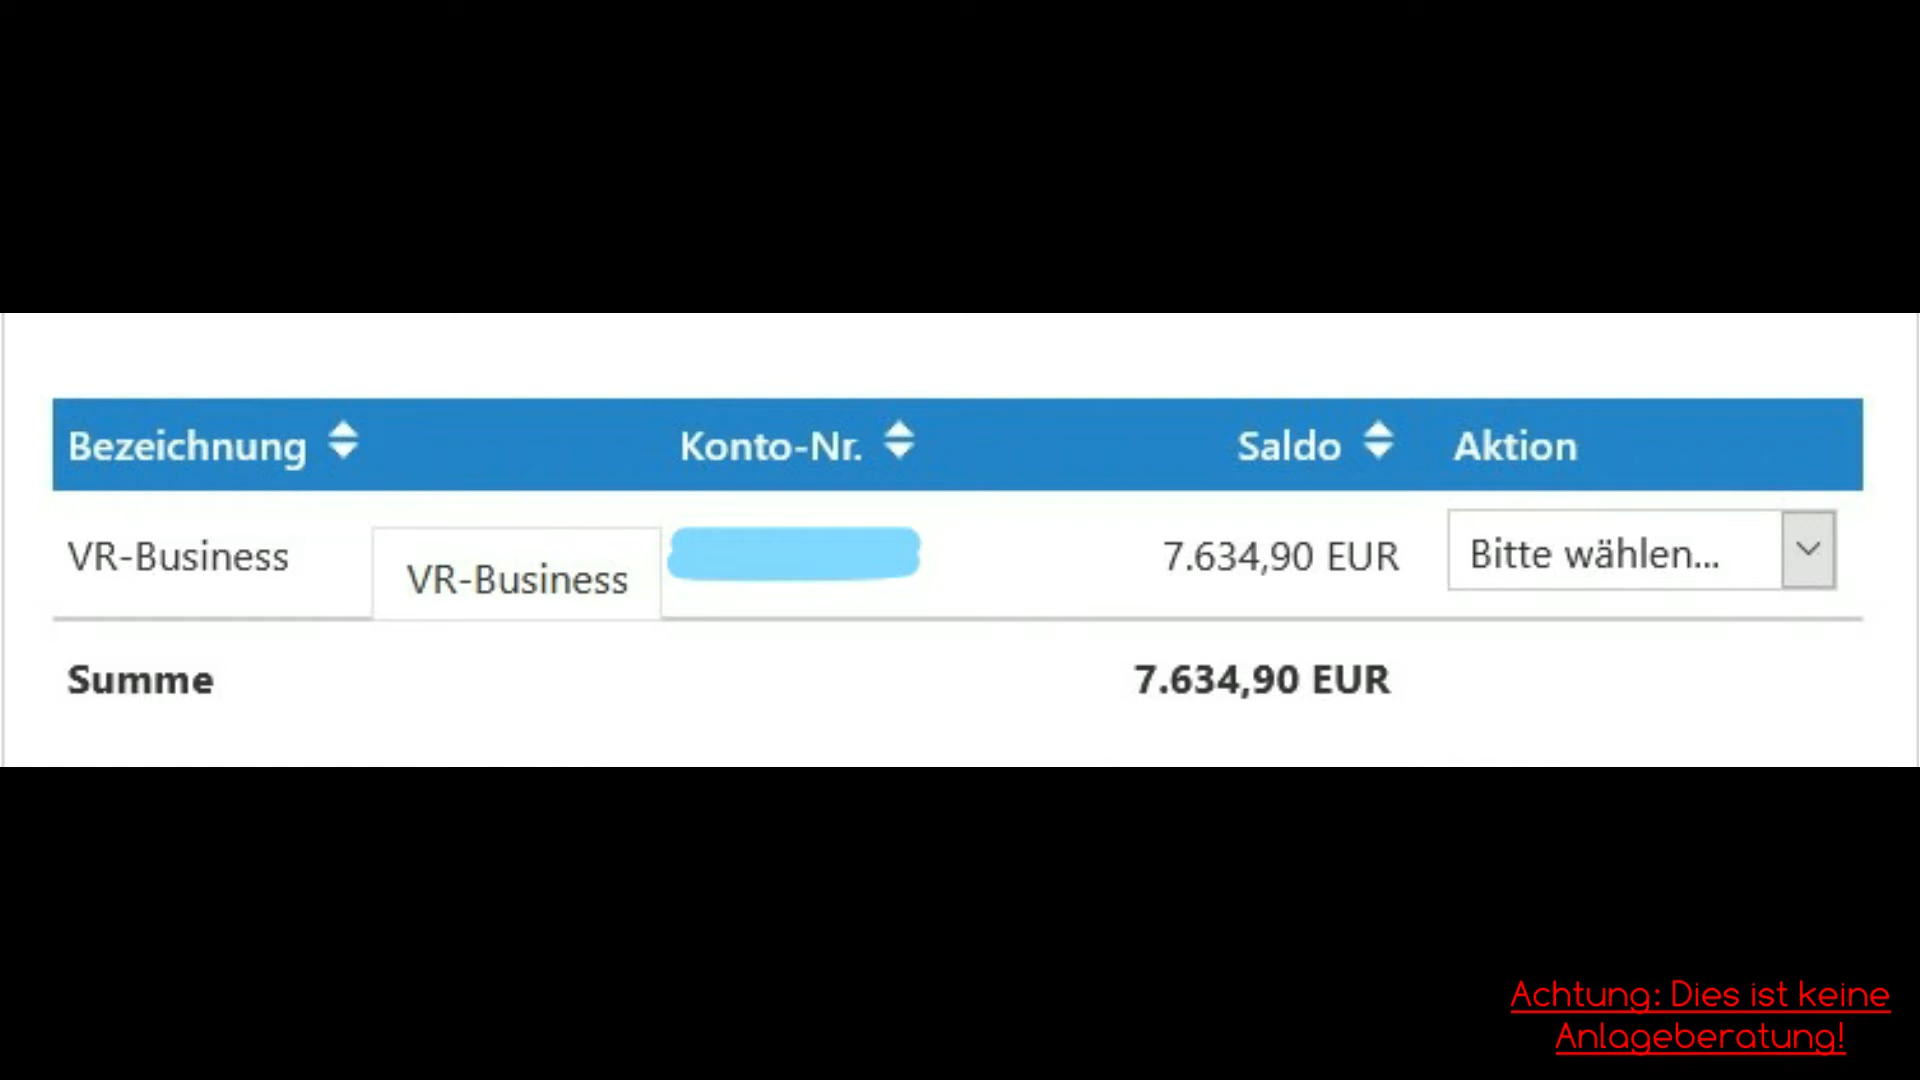 Bezeichnung Konto-Nr. Saldo Aktion
VR-Business VR-Business 7.634,90 EUR Bitte wählen...
Summe 7.634,90 EUR
Achtung: Dies ist keine
Anlageberatung!